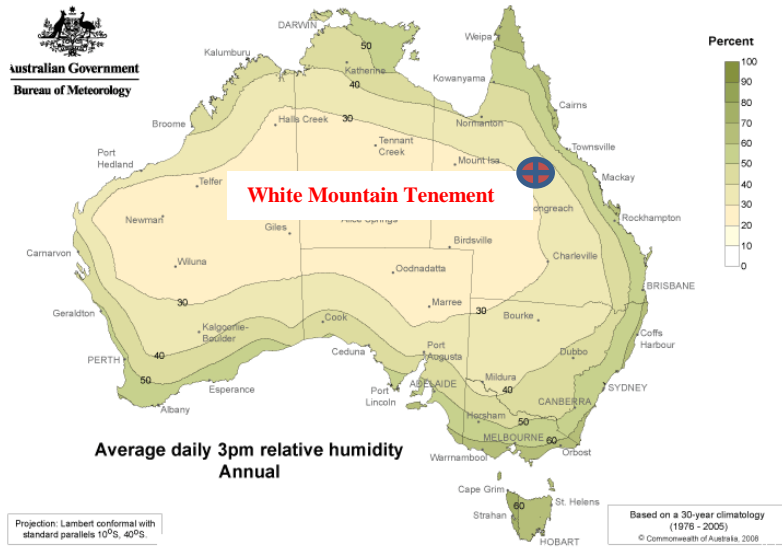 Australian Government
Bureau of Meteorology
DARWIN
Weipa
50
Kalumburu
Katherine
Kowanyama
40
Cairns
30
Normanton
Halls Creek
Broome
Tennant
Creek
Townsville
Mount Isa
Port
Hedland
Mackay
Telfer
White Mountain Tenement
ongreach
Rockhampton
Newman
Alice Springs
Giles
Birdsville
Carnarvon
Charleville
Wiluna
Oodnadatta
BRISBANE
30
Marree
30
Geraldton
Cook
Bourke
Kalgoorlie-
Boulder
Coffs
Harbour
Ceduna
Port
Augusta
Dubbo
PERTH
40
Mildura
50
Esperance
Port
Lincoln
ADELAIDE
40
SYDNEY
Albany
CANBERRA
Horsham
50
MELBOURNE
60
Orbost
Warrnambool
Average daily 3pm relative humidity
Annual
Cape Grim
St. Helens
60
Strahan
HOBART
Percent
100
90
80
70
60
50
40
30
20
10
0
Projection: Lambert conformal with
standard parallels 10°S, 40°S.
Based on a 30-year climatology
(1976 - 2005)
© Commonwealth of Australia, 2008